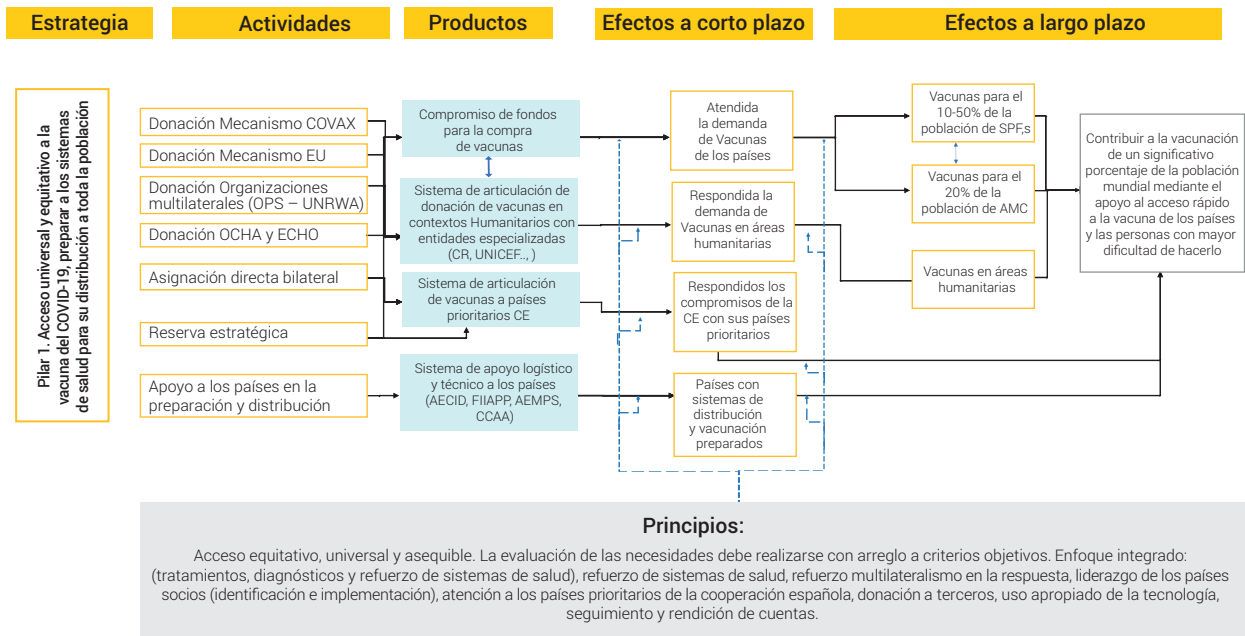 Estrategia
Actividades
Productos
Efectos a corto plazo
Efectos a largo plazo
Pilar 1. Acceso universal y equitativo a la
vacuna del COVID-19, preparar a los sistemas
de salud para su distribución a toda la población
Donación Mecanismo COVAX
Donación Mecanismo EU
Donación Organizaciones
multilaterales (OPS – UNRWA)
Donación OCHA y ECHO
Asignación directa bilateral
Reserva estratégica
Apoyo a los países en la
preparación y distribución
Compromiso de fondos
para la compra
de vacunas
Sistema de articulación de
donación de vacunas en
contextos Humanitarios con
entidades especializadas
(CR, UNICEF.., )
Sistema de articulación
de vacunas a países
prioritarios CE
Sistema de apoyo logístico
y técnico a los países
(AECID, FIIAPP, AEMPS,
CCAA)
Atendida
la demanda
de Vacunas
de los países
Respondida la
demanda de
Vacunas en áreas
humanitarias
Respondidos los
compromisos de la
CE con sus países
prioritarios
Países con
sistemas de
distribución
y vacunación
preparados
Vacunas para el
10-50% de la
población de SPF,s
Vacunas para el
20% de la
población de AMC
Vacunas en áreas
humanitarias
Contribuir a la vacunación
de un significativo
porcentaje de la población
mundial mediante el
apoyo al acceso rápido
a la vacuna de los países
y las personas con mayor
dificultad de hacerlo
Principios:
Acceso equitativo, universal y asequible. La evaluación de las necesidades debe realizarse con arreglo a criterios objetivos. Enfoque integrado:
(tratamientos, diagnósticos y refuerzo de sistemas de salud), refuerzo de sistemas de salud, refuerzo multilateralismo en la respuesta, liderazgo de los países
socios (identificación e implementación), atención a los países prioritarios de la cooperación española, donación a terceros, uso apropiado de la tecnología,
seguimiento y rendición de cuentas.